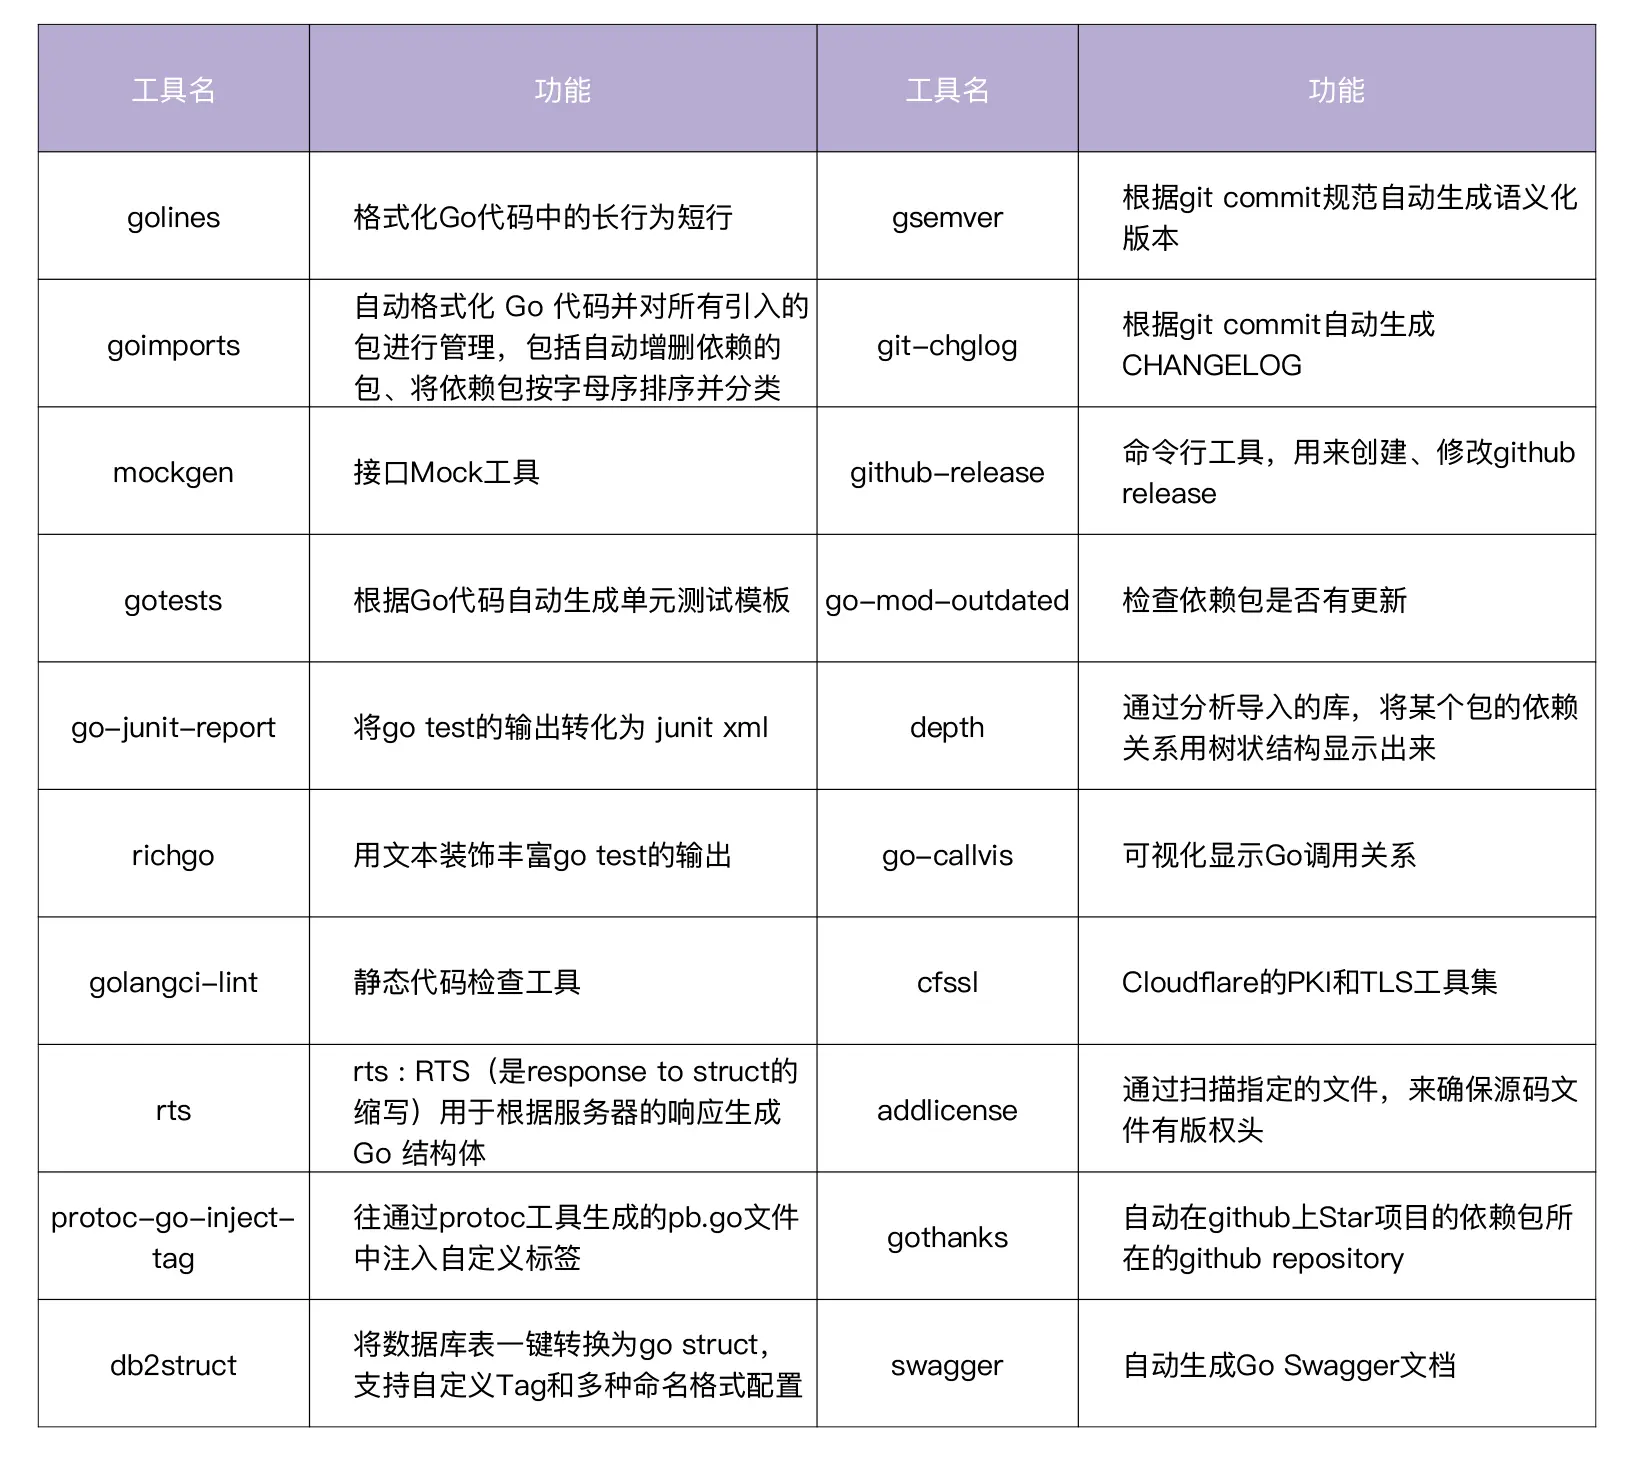 工具名
功能
工具名
功能
golines
格式化Go代码中的长行为短行
gsemver
根据git commit规范自动生成语义化
版本
goimports
自动格式化 Go 代码并对所有引入的
包进行管理，包括自动增删依赖的
包、将依赖包按字母序排序并分类
git-chglog
根据git commit自动生成
CHANGELOG
mockgen
接口Mock工具
github-release
命令行工具，用来创建、修改github
release
gotests
根据Go代码自动生成单元测试模板
go-mod-outdated
检查依赖包是否有更新
go-junit-report
将go test的输出转化为 junit xml
depth
通过分析导入的库，将某个包的依赖
关系用树状结构显示出来
richgo
用文本装饰丰富go test的输出
go-callvis
可视化显示Go调用关系
golangci-lint
静态代码检查工具
cfssl
Cloudflare的PKI和TLS工具集
rts
rts : RTS（是response to struct的
缩写）用于根据服务器的响应生成
Go 结构体
addlicense
通过扫描指定的文件，来确保源码文
件有版权头
protoc-go-inject-
tag
往通过protoc工具生成的pb.go文件
中注入自定义标签
gothanks
自动在github上Star项目的依赖包所
在的github repository
db2struct
将数据库表一键转换为go struct，
支持自定义Tag和多种命名格式配置
swagger
自动生成Go Swagger文档